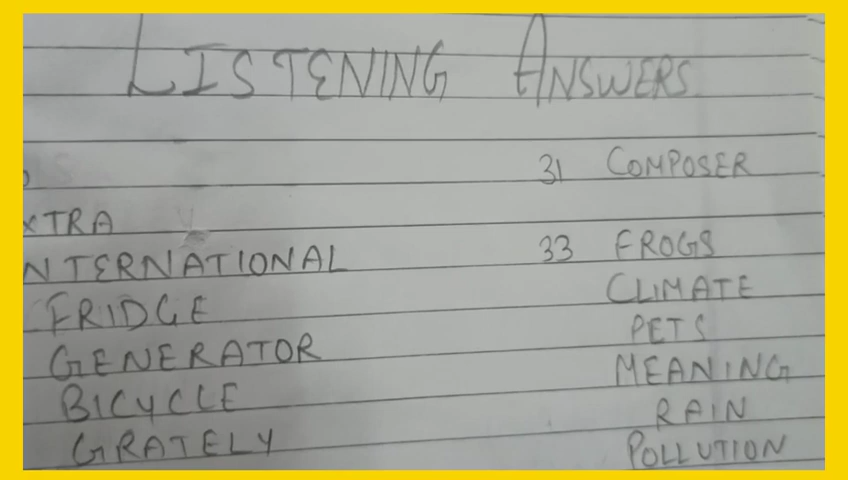 LISTENING ANSWERS
31 COMPOSER
XTRA
NTERNATIONAL 33 FROGS
FRIDGE CLIMATE
GENERATOR PETS
BICYCLE MEANING
GRATELY RAIN
POLLUTION